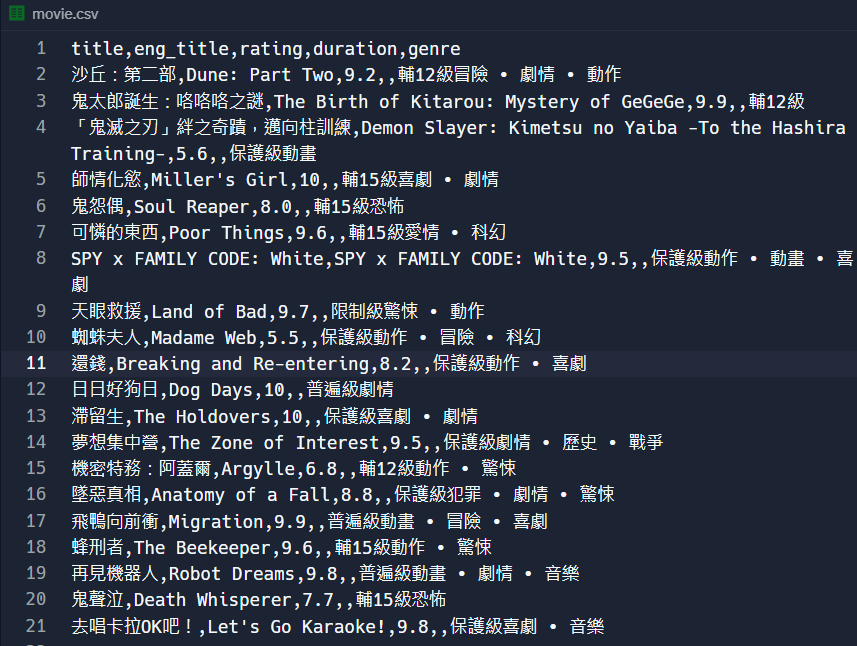 movie.csv
1 title,eng_title,rating,duration,genre
2 沙丘：第二部,Dune: Part Two,9.2,,輔12級冒險 • 劇情 • 動作
3 鬼太郎誕生：咯咯咯之謎,The Birth of Kitarou: Mystery of GeGeGe,9.9,,輔12級
4 「鬼滅之刃」絆之奇蹟，邁向柱訓練,Demon Slayer: Kimetsu no Yaiba -To the Hashira
Training-,5.6,,保護級動畫
5 師情化慾,Miller's Girl,10,,輔15級喜劇 • 劇情
6 鬼怨偶,Soul Reaper,8.0,,輔15級恐怖
7 可憐的東西,Poor Things,9.6,,輔15級愛情 • 科幻
8 SPY x FAMILY CODE: White,SPY x FAMILY CODE: White,9.5,,保護級動作 • 動畫 • 喜
劇
9 天眼救援,Land of Bad,9.7,,限制級驚悚 • 動作
10 蜘蛛夫人,Madame Web,5.5,,保護級動作 • 冒險 • 科幻
11 還錢,Breaking and Re-entering,8.2,,保護級動作 • 喜劇
12 日日好狗日,Dog Days,10,,普遍級劇情
13 滯留生,The Holdovers,10,,保護級喜劇 • 劇情
14 夢想集中營,The Zone of Interest,9.5,,保護級劇情 • 歷史 • 戰爭
15 機密特務：阿蓋爾,Argylle,6.8,,輔12級動作 • 驚悚
16 墜惡真相,Anatomy of a Fall,8.8,,保護級犯罪 • 劇情 • 驚悚
17 飛鴨向前衝,Migration,9.9,,普遍級動畫 • 冒險 • 喜劇
18 蜂刑者,The Beekeeper,9.6,,輔15級動作 • 驚悚
19 再見機器人,Robot Dreams,9.8,,普遍級動畫 • 劇情 • 音樂
20 鬼聲泣,Death Whisperer,7.7,,輔15級恐怖
21 去唱卡拉OK吧！,Let's Go Karaoke!,9.8,,保護級喜劇 • 音樂